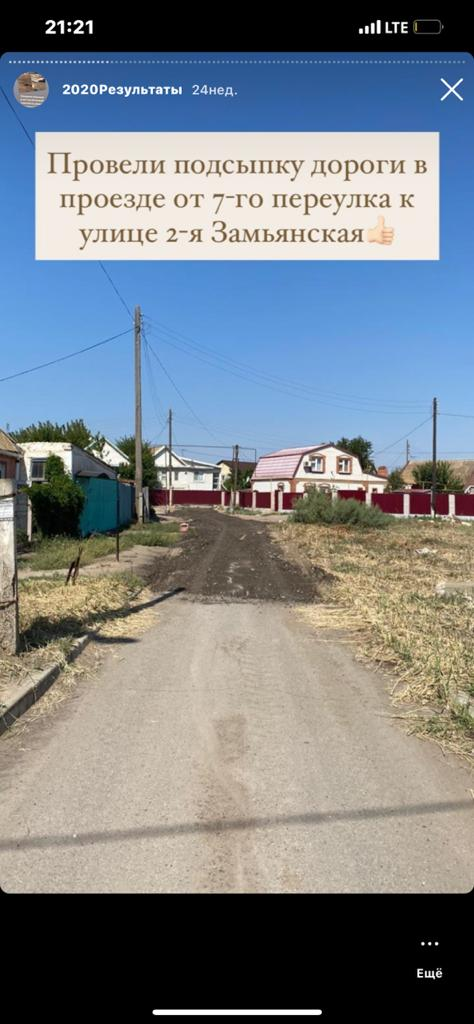 21:21
LTE
2020Результаты 24нед.
Провели подсыпку дороги в
проезде от 7-го переулка к
улице 2-я Замьянская👍🏻
Ещё